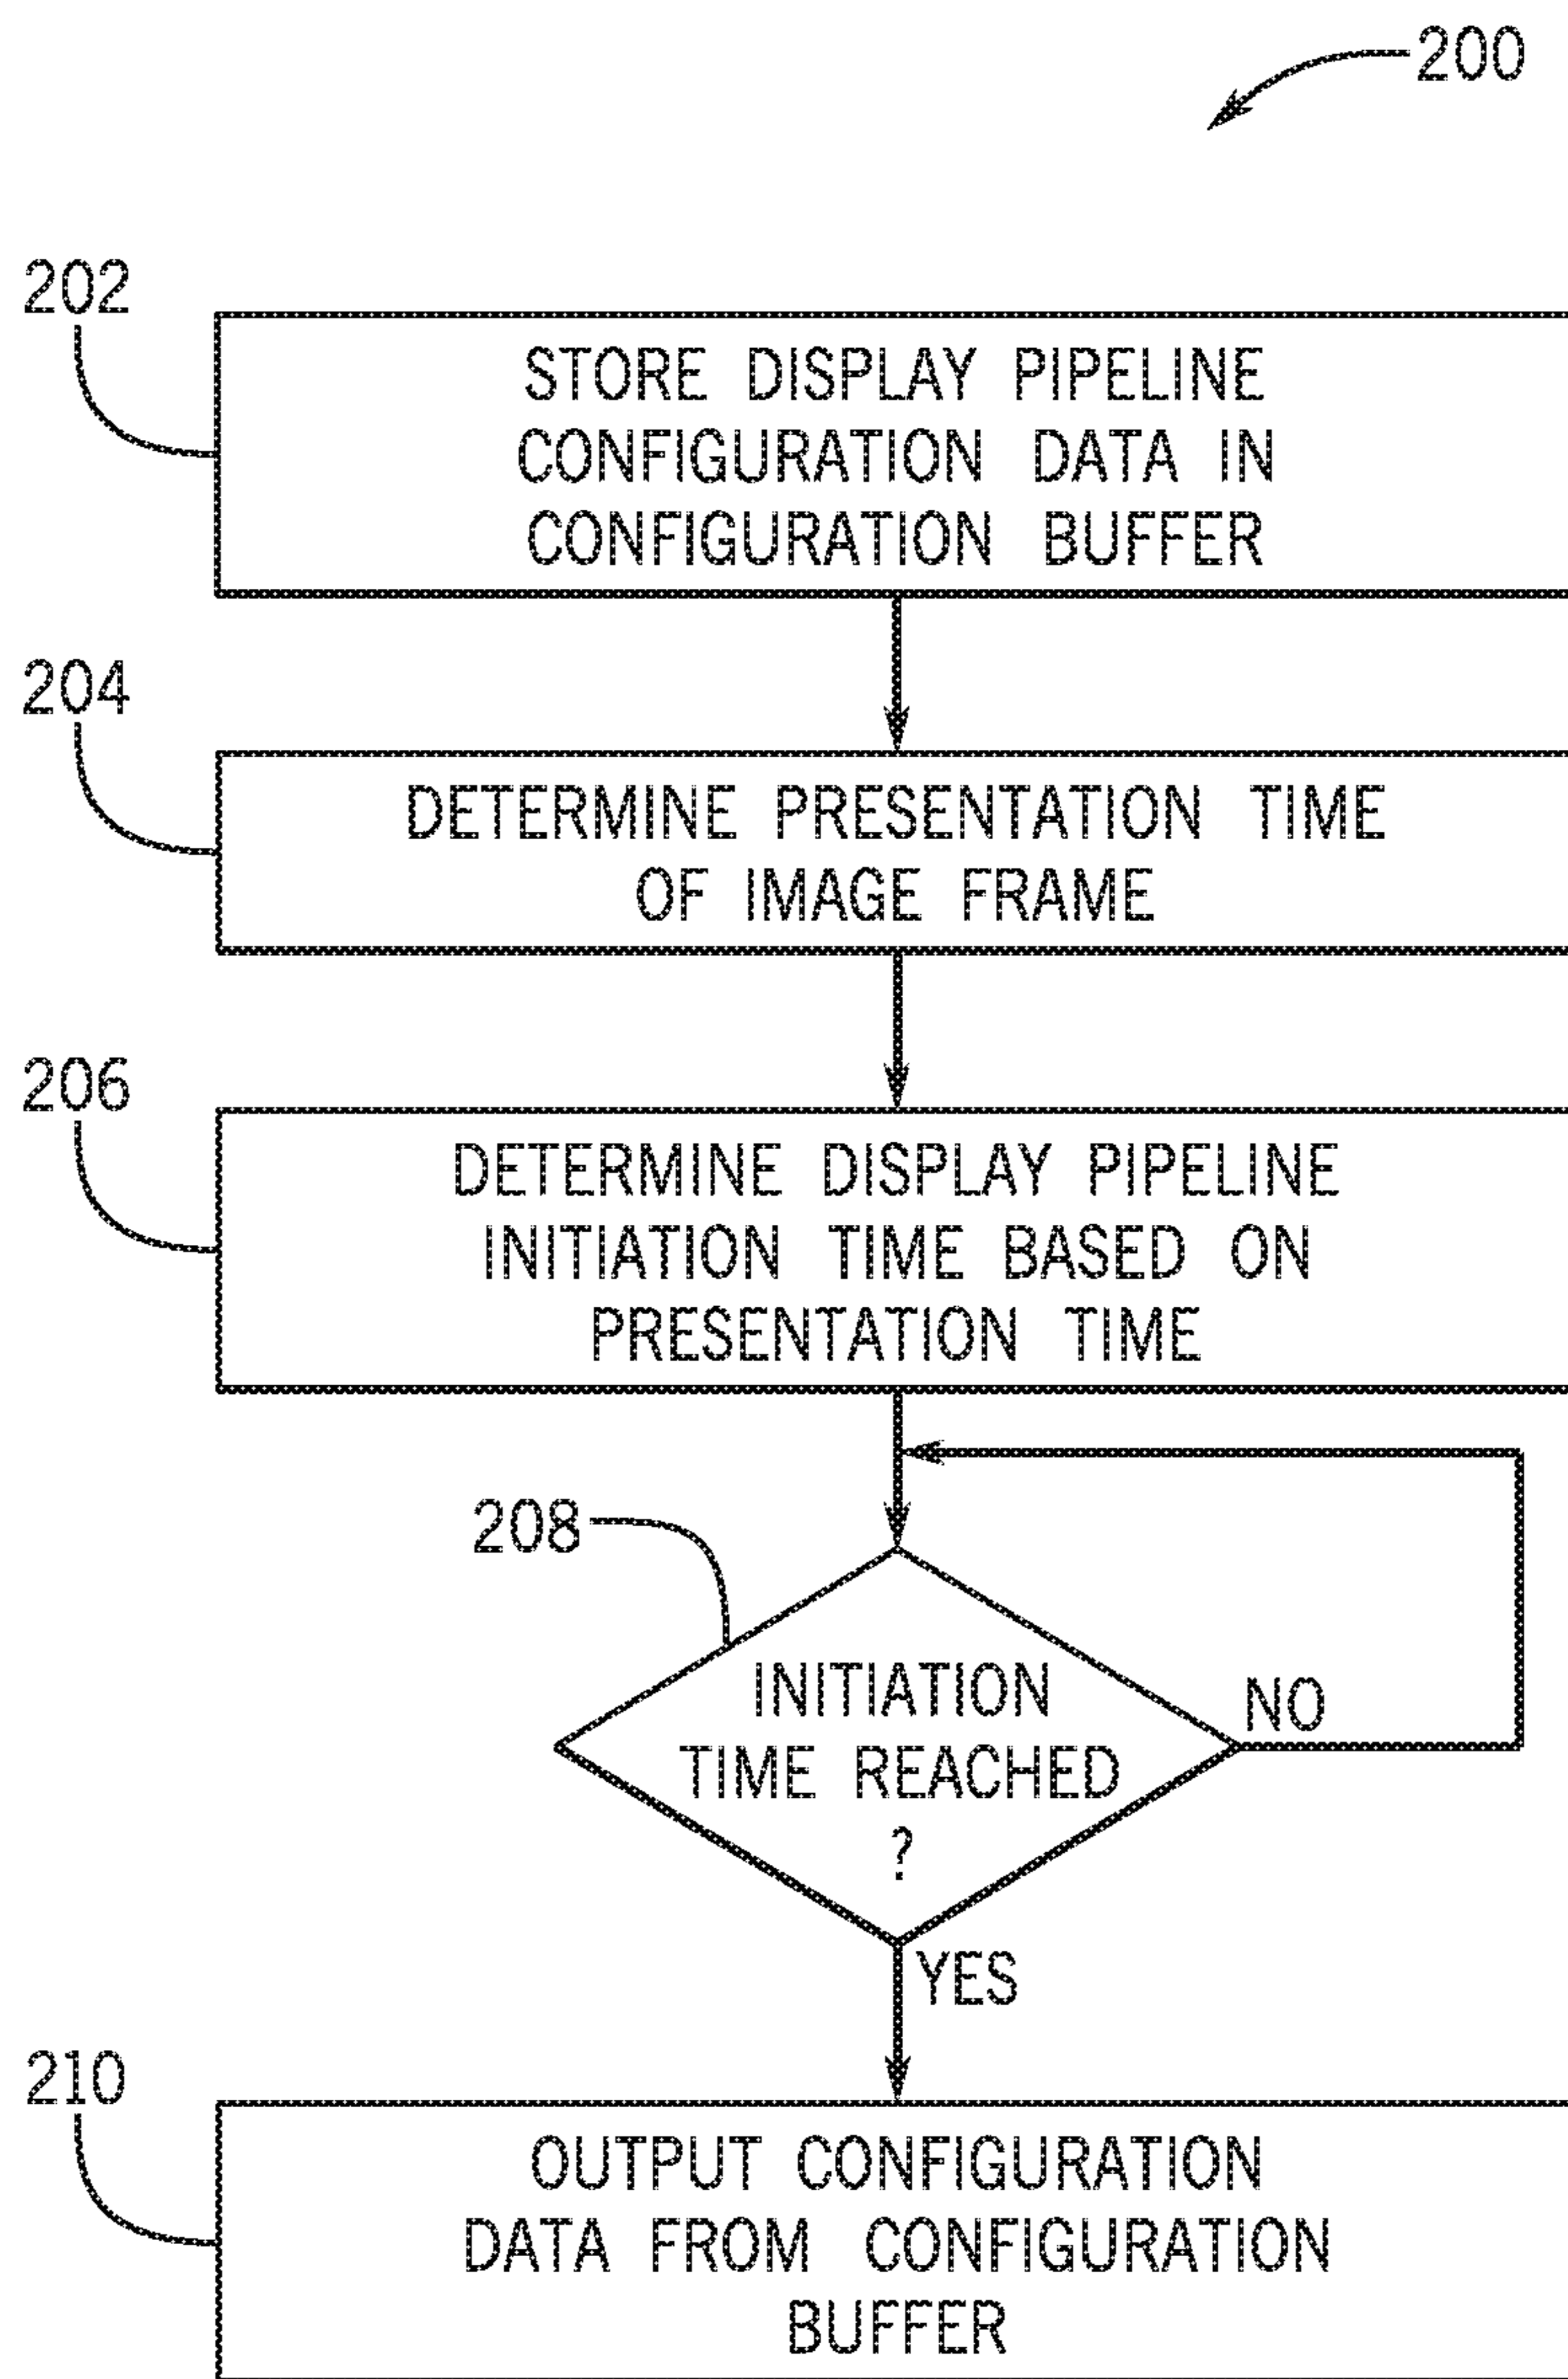 200
202
STORE DISPLAY PIPELINE
CONFIGURATION DATA IN
CONFIGURATION BUFFER
204
DETERMINE PRESENTATION TIME
OF IMAGE FRAME
206
DETERMINE DISPLAY PIPELINE
INITIATION TIME BASED ON
PRESENTATION TIME
208
INITIATION
TIME REACHED
?
NO
YES
210
OUTPUT CONFIGURATION
DATA FROM CONFIGURATION
BUFFER